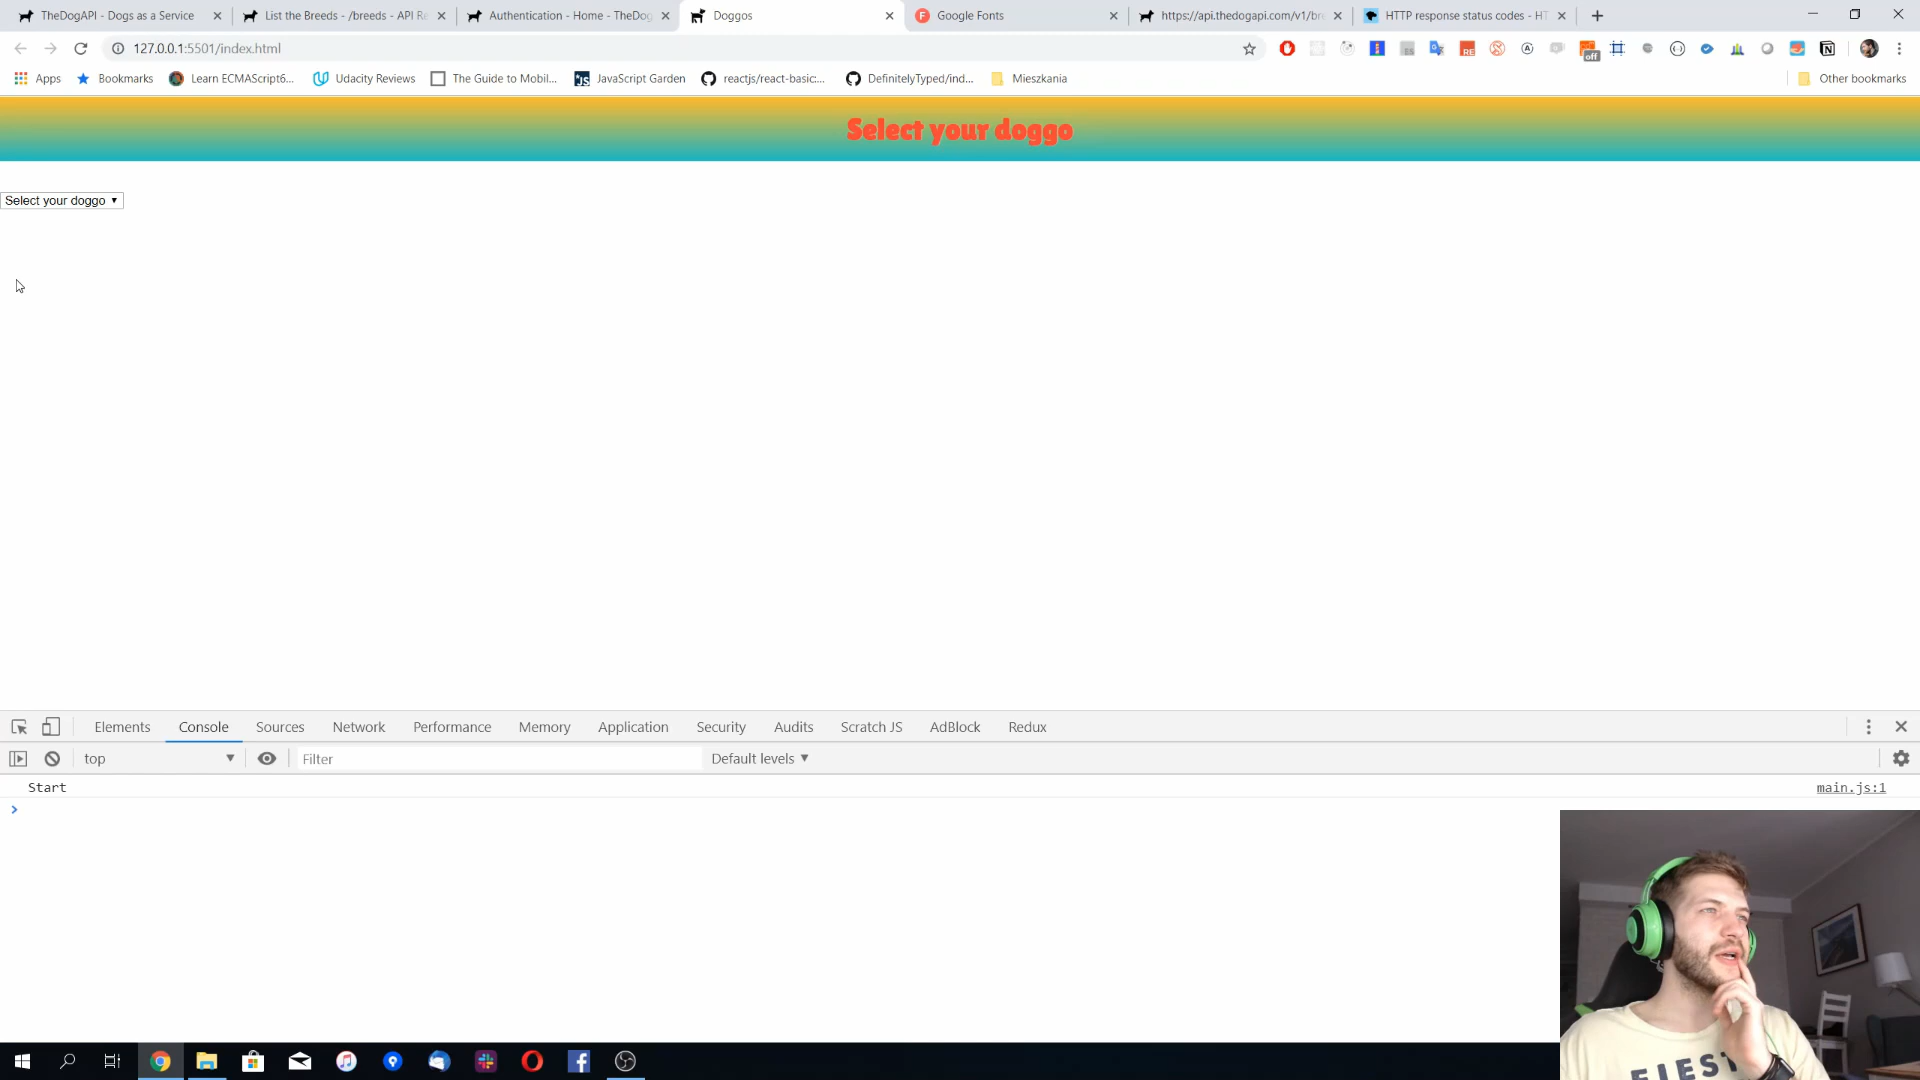 TheDogAPI - Dogs as a Service
List the Breeds - /breeds - API Re
Authentication - Home - TheDog
Doggos
Google Fonts
https://api.thedogapi.com/v1/bre
HTTP response status codes - HT
127.0.0.1:5501/index.html
off
Apps
Bookmarks
Learn ECMAScript6...
Udacity Reviews
The Guide to Mobil...
JavaScript Garden
reactjs/react-basic:...
DefinitelyTyped/ind...
Mieszkania
Other bookmarks
Select your doggo
Select your doggo
Elements
Console
Sources
Network
Performance
Memory
Application
Security
Audits
Scratch JS
AdBlock
Redux
top
Filter
Default levels
Start
main.js:1